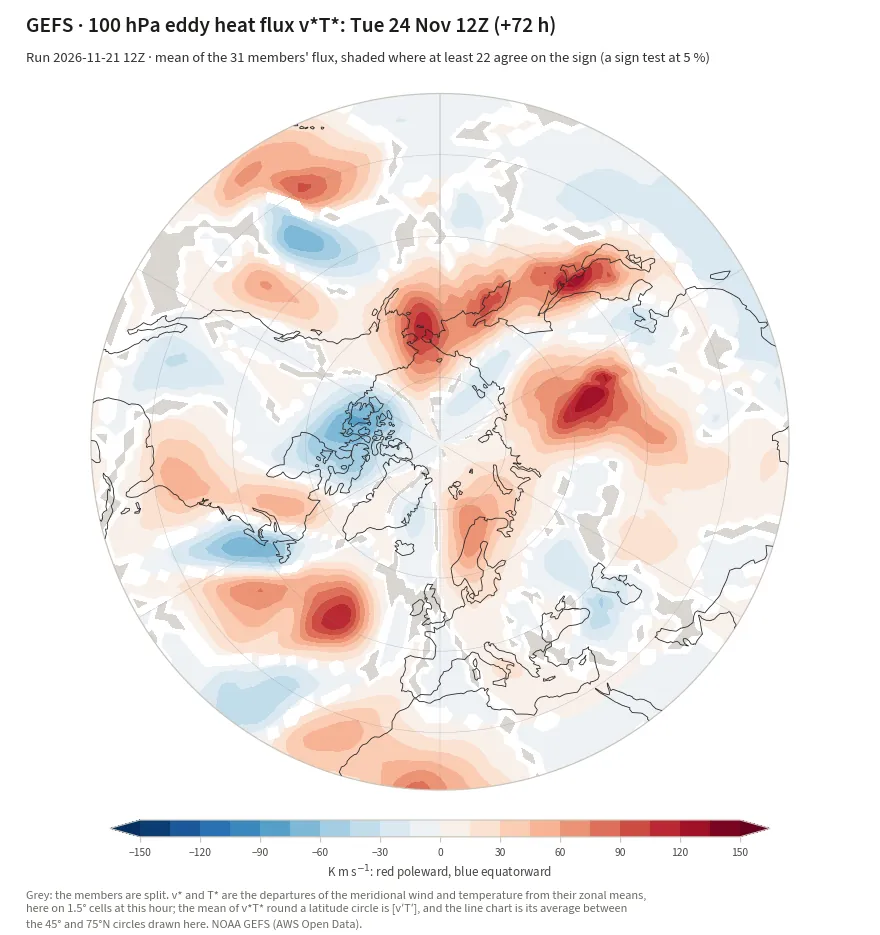 GEFS · 100 hPa eddy heat flux v*T*: Tue 24 Nov 12Z (+72 h)
Run 2026-11-21 12Z · mean of the 31 members' flux, shaded where at least 22 agree on the sign (a sign test at 5 %)
−150 −120 −90 −60 −30 0 30 60 90 120 150
K m s⁻¹: red poleward, blue equatorward
Grey: the members are split. v* and T* are the departures of the meridional wind and temperature from their zonal means,
here on 1.5° cells at this hour; the mean of v*T* round a latitude circle is [v'T'], and the line chart is its average between
the 45° and 75°N circles drawn here. NOAA GEFS (AWS Open Data).